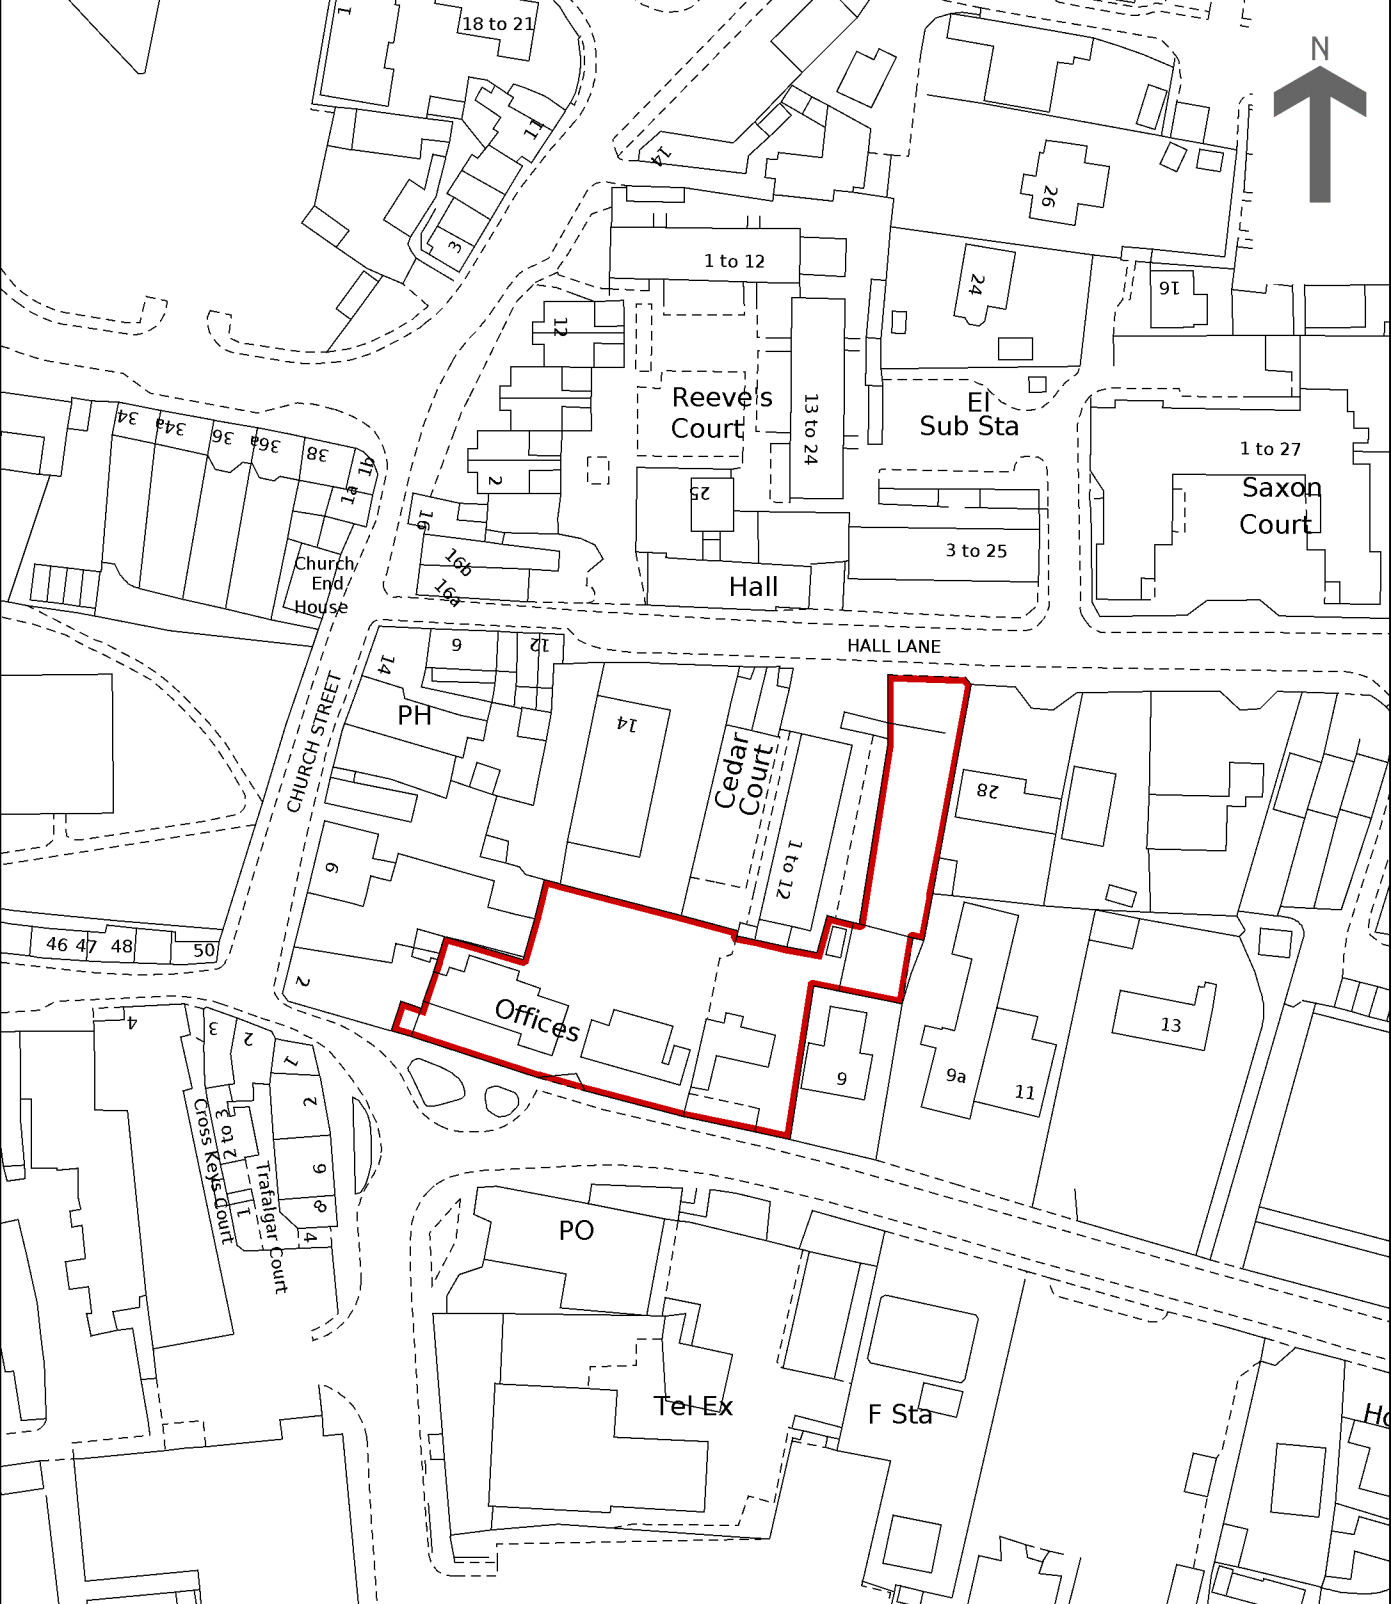 1
18 to 21
N
11
14
3
26
1 to 12
24
16
12
34
34a
36
36a
38
1b
1a
2
Reeve's
Court
13 to 24
El
Sub Sta
1 to 27
Saxon
Court
25
16
16b
16a
3 to 25
Church
End
House
Hall
HALL LANE
14
6
12
PH
CHURCH STREET
14
Cedar
Court
1 to 12
28
9
46
47
48
50
2
Offices
13
9
9a
11
4
3
2
1
2
2 to 3
Cross Keys Court
Trafalgar Court
1
6
8
4
PO
Tel Ex
F Sta